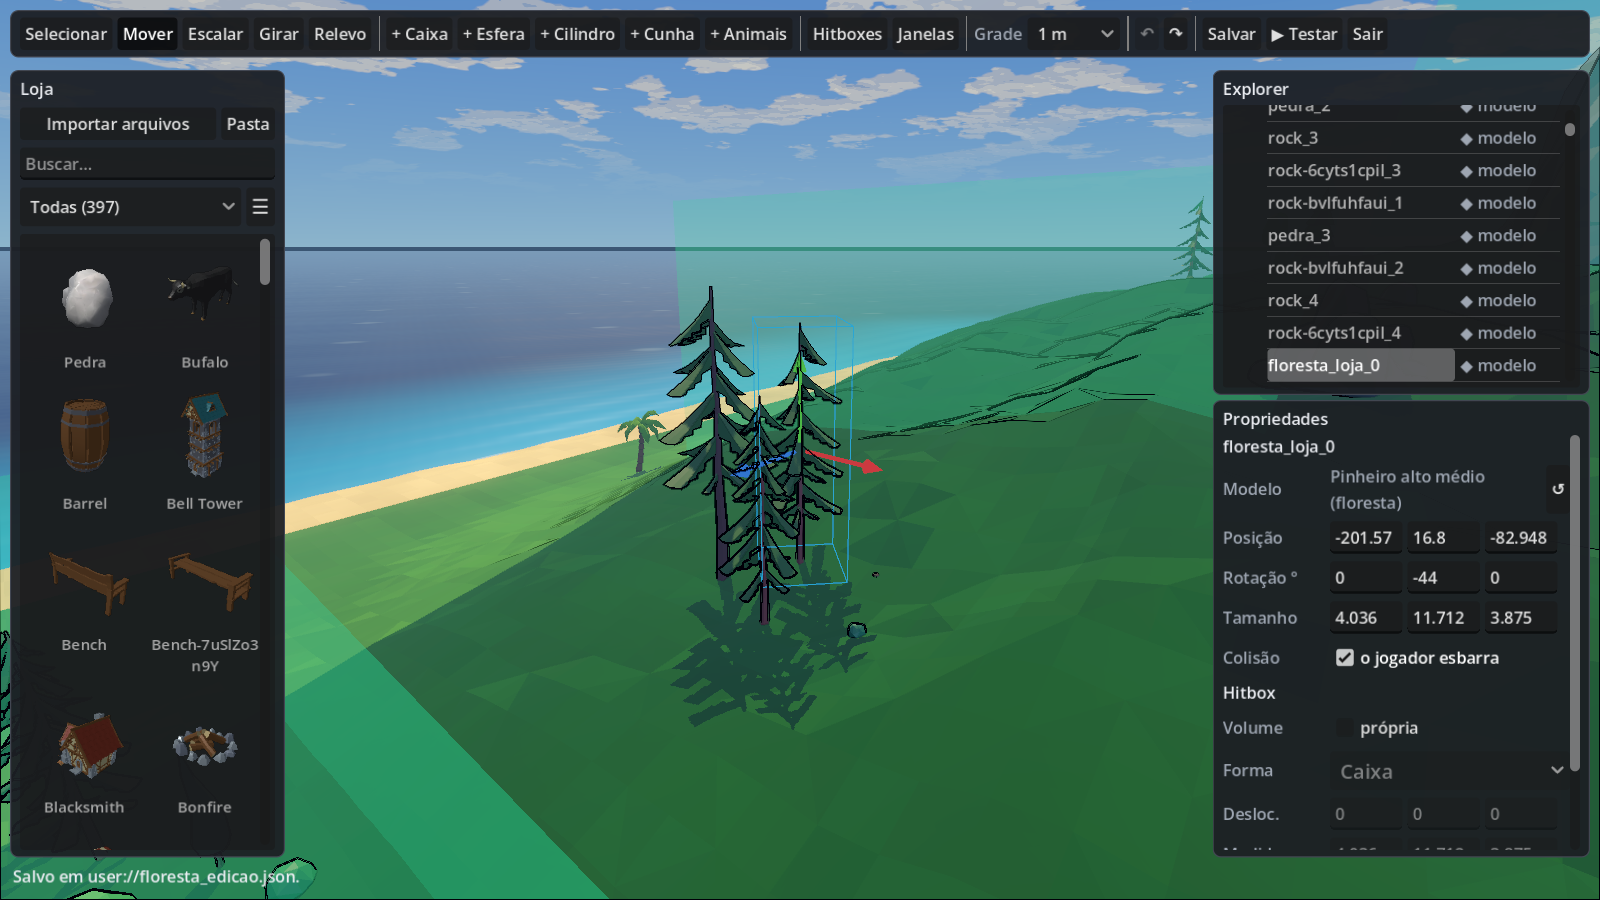 Selecionar Mover Escalar Girar Relevo + Caixa + Esfera + Cilindro + Cunha + Animais Hitboxes Janelas Grade 1 m ↶ ↷ Salvar ▶ Testar Sair
Loja
Importar arquivos Pasta
Buscar...
Todas (397) ☰
Pedra Bufalo
Barrel Bell Tower
Bench Bench-7uSlZo3
n9Y
Blacksmith Bonfire
Salvo em user://floresta_edicao.json.
Explorer
pedra_2 ◆ modelo
rock_3 ◆ modelo
rock-6cyts1cpil_3 ◆ modelo
rock-bvlfuhfaui_1 ◆ modelo
pedra_3 ◆ modelo
rock-bvlfuhfaui_2 ◆ modelo
rock_4 ◆ modelo
rock-6cyts1cpil_4 ◆ modelo
floresta_loja_0 ◆ modelo
Propriedades
floresta_loja_0
Modelo Pinheiro alto médio
(floresta) ↺
Posição -201.57 16.8 -82.948
Rotação ° 0 -44 0
Tamanho 4.036 11.712 3.875
Colisão o jogador esbarra
Hitbox
Volume própria
Forma Caixa
Desloc. 0 0 0